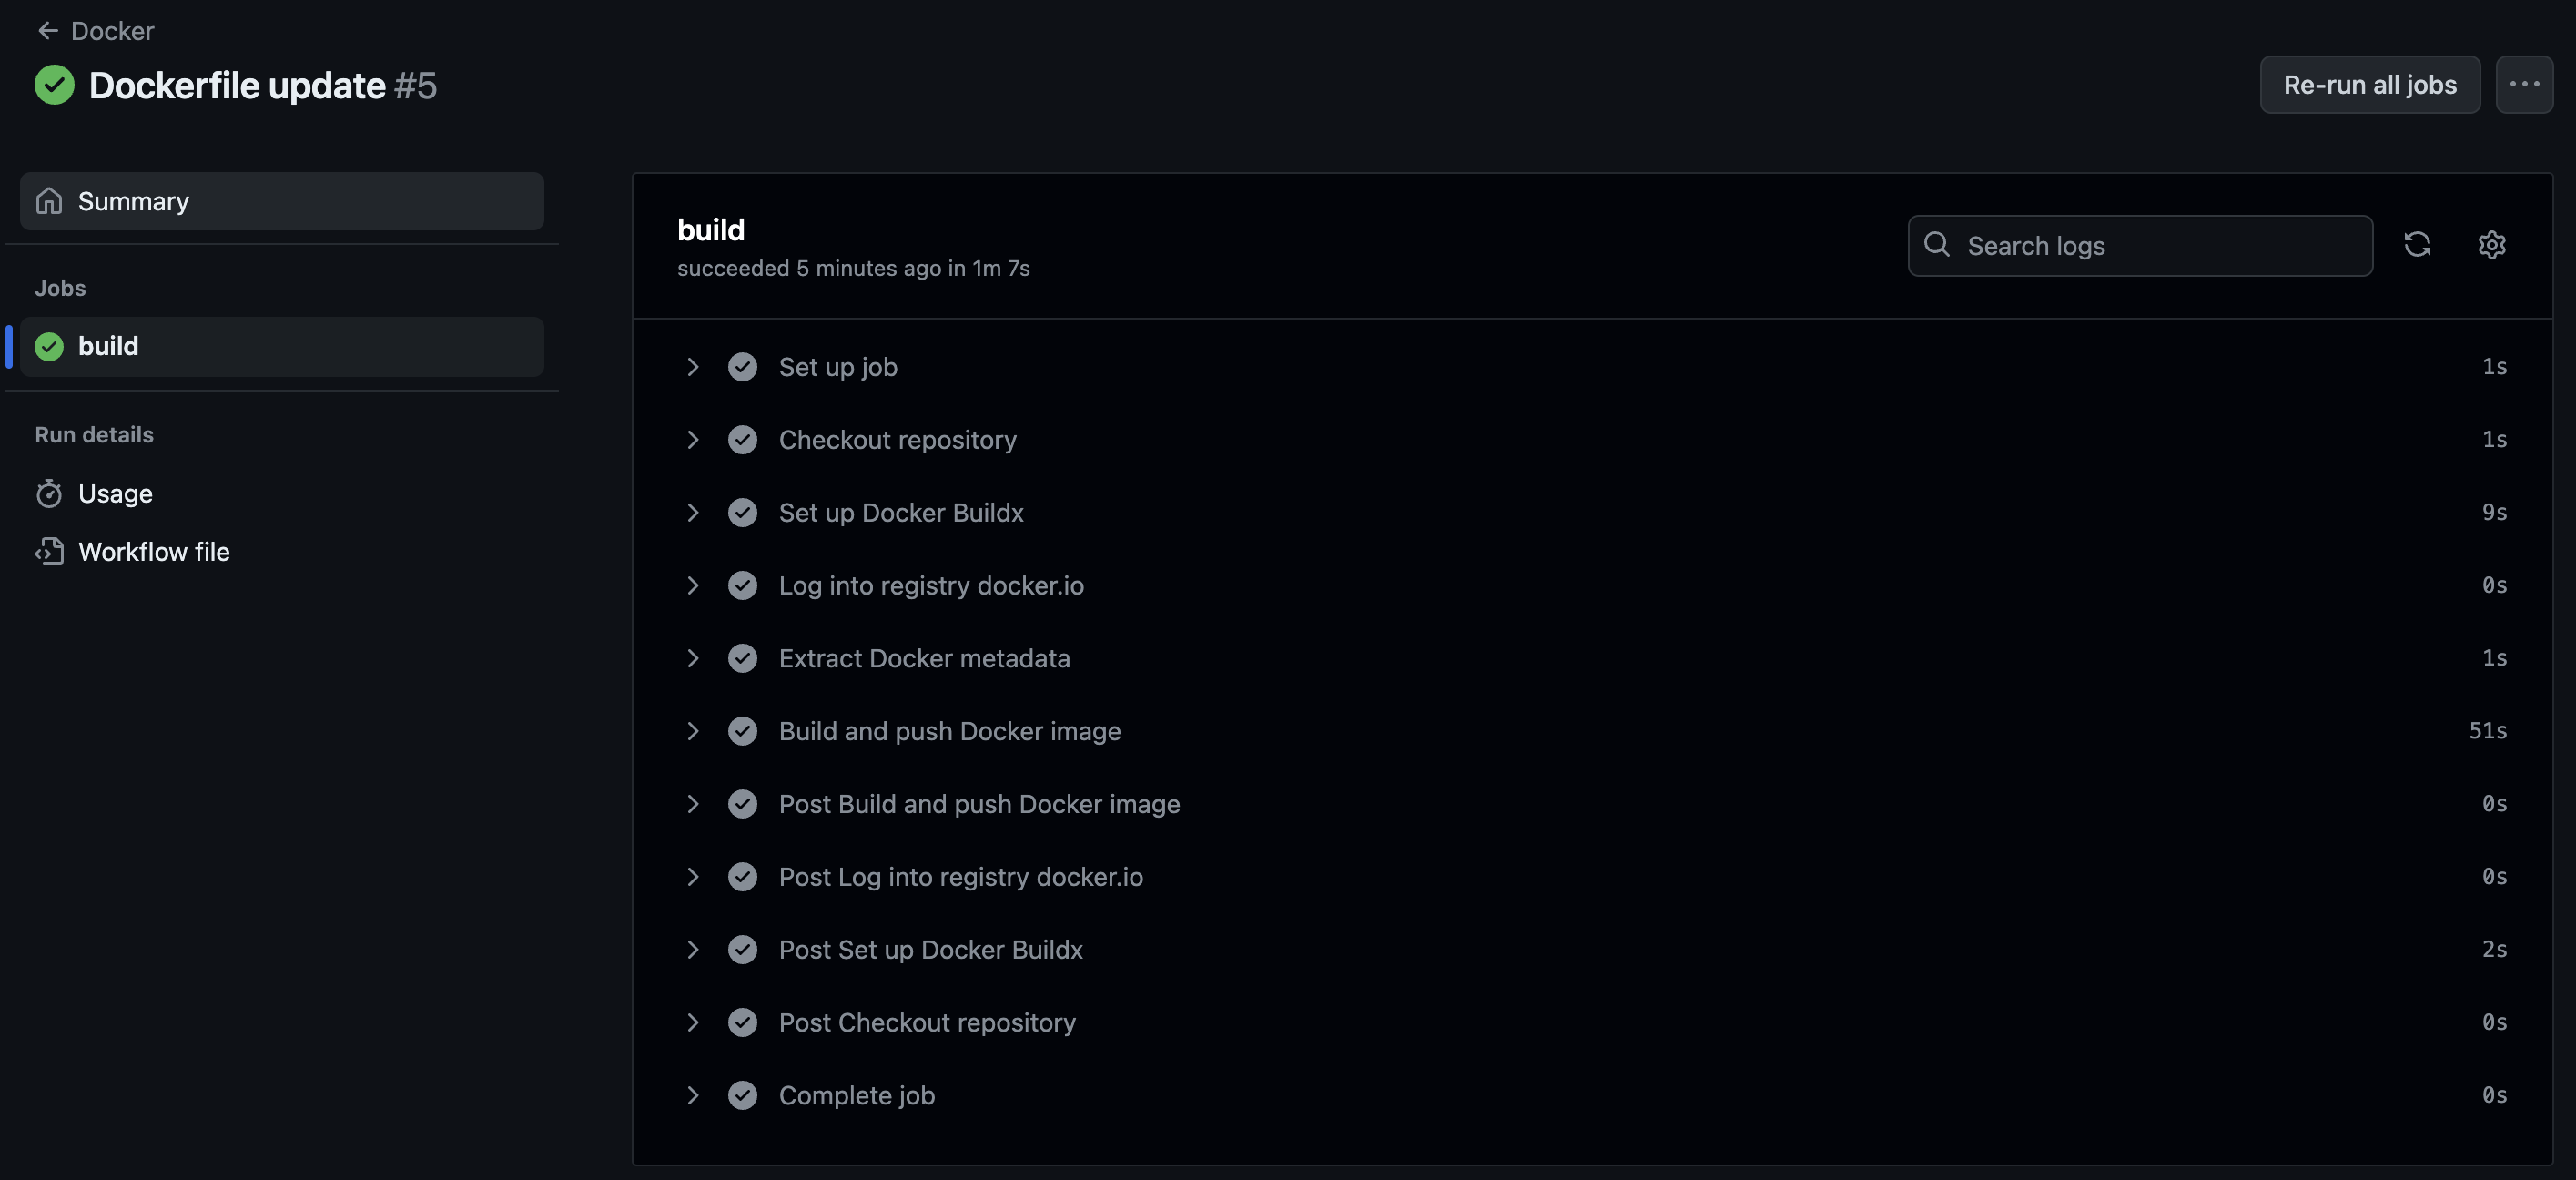 Docker
Dockerfile update #5
Re-run all jobs
Summary
Jobs
build
Run details
Usage
Workflow file
build
succeeded 5 minutes ago in 1m 7s
Search logs
Set up job 1s
Checkout repository 1s
Set up Docker Buildx 9s
Log into registry docker.io 0s
Extract Docker metadata 1s
Build and push Docker image 51s
Post Build and push Docker image 0s
Post Log into registry docker.io 0s
Post Set up Docker Buildx 2s
Post Checkout repository 0s
Complete job 0s